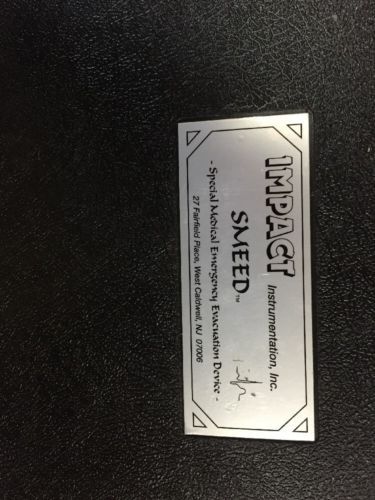 IMPACT Instrumentation, Inc.
SMEED™
- Special Medical Emergency Evacuation Device -
27 Fairfield Place, West Caldwell, NJ 07006